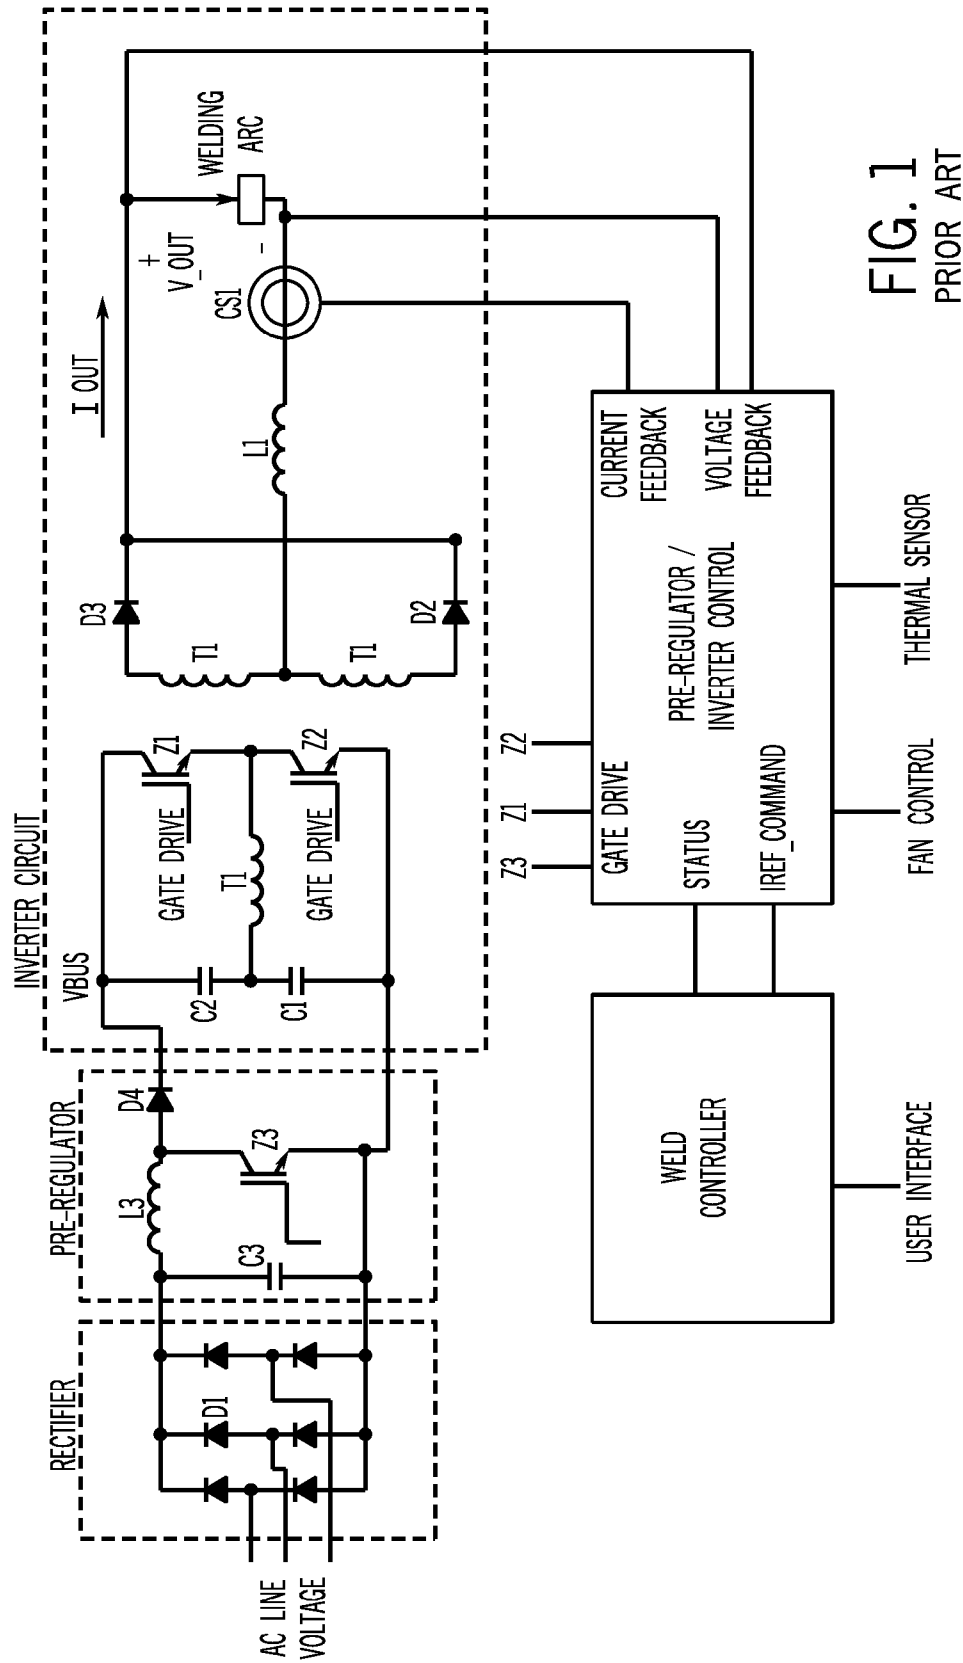 INVERTER CIRCUIT
PRE-REGULATOR
RECTIFIER
I OUT
VBUS
D3
D4
+
V_OUT
-
WELDING
ARC
CS1
L1
T1
T1
D2
Z1
GATE DRIVE
T1
Z2
GATE DRIVE
C2
C1
L3
Z3
C3
D1
AC LINE
VOLTAGE
Z3
Z1
Z2
GATE DRIVE
CURRENT
FEEDBACK
VOLTAGE
FEEDBACK
PRE-REGULATOR /
INVERTER CONTROL
STATUS
IREF_COMMAND
WELD
CONTROLLER
USER INTERFACE
FAN CONTROL
THERMAL SENSOR
FIG. 1
PRIOR ART